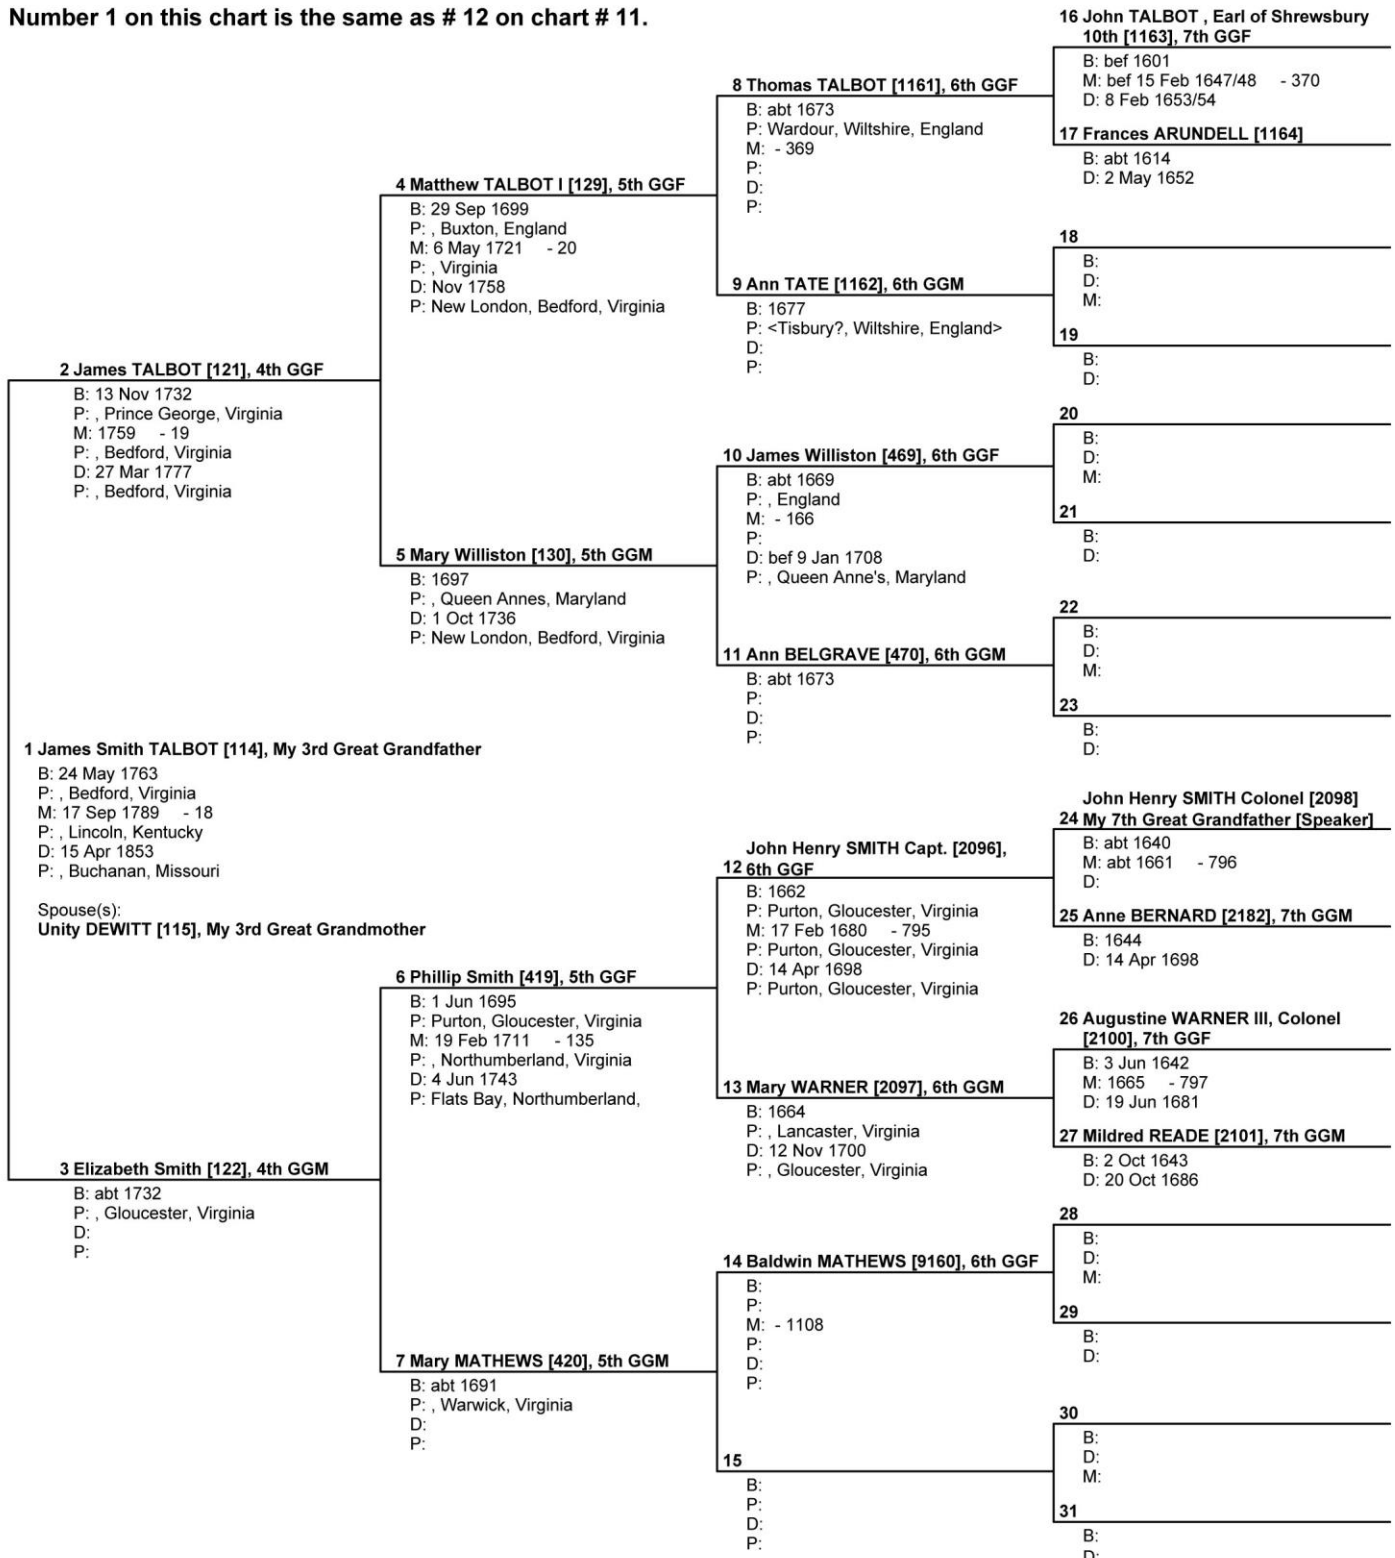 Number 1 on this chart is the same as # 12 on chart # 11.
1 James Smith TALBOT [114], My 3rd Great Grandfather
B: 24 May 1763
P: , Bedford, Virginia
M: 17 Sep 1789 - 18
P: , Lincoln, Kentucky
D: 15 Apr 1853
P: , Buchanan, Missouri
Spouse(s):
Unity DEWITT [115], My 3rd Great Grandmother
2 James TALBOT [121], 4th GGF
B: 13 Nov 1732
P: , Prince George, Virginia
M: 1759 - 19
P: , Bedford, Virginia
D: 27 Mar 1777
P: , Bedford, Virginia
3 Elizabeth Smith [122], 4th GGM
B: abt 1732
P: , Gloucester, Virginia
D:
P:
4 Matthew TALBOT I [129], 5th GGF
B: 29 Sep 1699
P: , Buxton, England
M: 6 May 1721 - 20
P: , Virginia
D: Nov 1758
P: New London, Bedford, Virginia
5 Mary Williston [130], 5th GGM
B: 1697
P: , Queen Annes, Maryland
D: 1 Oct 1736
P: New London, Bedford, Virginia
6 Phillip Smith [419], 5th GGF
B: 1 Jun 1695
P: Purton, Gloucester, Virginia
M: 19 Feb 1711 - 135
P: , Northumberland, Virginia
D: 4 Jun 1743
P: Flats Bay, Northumberland,
7 Mary MATHEWS [420], 5th GGM
B: abt 1691
P: , Warwick, Virginia
D:
P:
8 Thomas TALBOT [1161], 6th GGF
B: abt 1673
P: Wardour, Wiltshire, England
M: - 369
P:
D:
P:
9 Ann TATE [1162], 6th GGM
B: 1677
P: <Tisbury?, Wiltshire, England>
D:
P:
10 James Williston [469], 6th GGF
B: abt 1669
P: , England
M: - 166
P:
D: bef 9 Jan 1708
P: , Queen Anne's, Maryland
11 Ann BELGRAVE [470], 6th GGM
B: abt 1673
P:
D:
P:
John Henry SMITH Capt. [2096],
12 6th GGF
B: 1662
P: Purton, Gloucester, Virginia
M: 17 Feb 1680 - 795
P: Purton, Gloucester, Virginia
D: 14 Apr 1698
P: Purton, Gloucester, Virginia
13 Mary WARNER [2097], 6th GGM
B: 1664
P: , Lancaster, Virginia
D: 12 Nov 1700
P: , Gloucester, Virginia
14 Baldwin MATHEWS [9160], 6th GGF
B:
P:
M: - 1108
P:
D:
P:
15
B:
P:
D:
P:
16 John TALBOT , Earl of Shrewsbury
10th [1163], 7th GGF
B: bef 1601
M: bef 15 Feb 1647/48 - 370
D: 8 Feb 1653/54
17 Frances ARUNDELL [1164]
B: abt 1614
D: 2 May 1652
18
B:
D:
M:
19
B:
D:
20
B:
D:
M:
21
B:
D:
22
B:
D:
M:
23
B:
D:
John Henry SMITH Colonel [2098]
24 My 7th Great Grandfather [Speaker]
B: abt 1640
M: abt 1661 - 796
D:
25 Anne BERNARD [2182], 7th GGM
B: 1644
D: 14 Apr 1698
26 Augustine WARNER III, Colonel
[2100], 7th GGF
B: 3 Jun 1642
M: 1665 - 797
D: 19 Jun 1681
27 Mildred READE [2101], 7th GGM
B: 2 Oct 1643
D: 20 Oct 1686
28
B:
D:
M:
29
B:
D:
30
B:
D:
M:
31
B:
D: